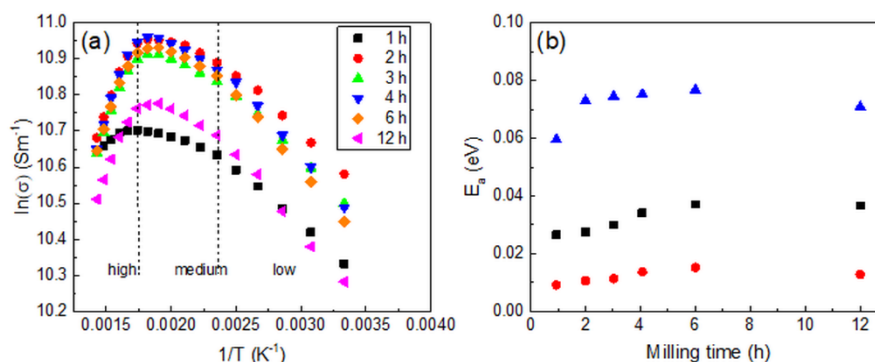 (a)
1 h
2 h
3 h
4 h
6 h
12 h
11.0
10.9
10.8
10.7
10.6
10.5
10.4
10.3
10.2
ln(σ) (Sm⁻¹)
high
medium
low
0.0015 0.0020 0.0025 0.0030 0.0035 0.0040
1/T (K⁻¹)
(b)
0.10
0.08
0.06
0.04
0.02
0.00
Eₐ (eV)
0 2 4 6 8 10 12
Milling time (h)